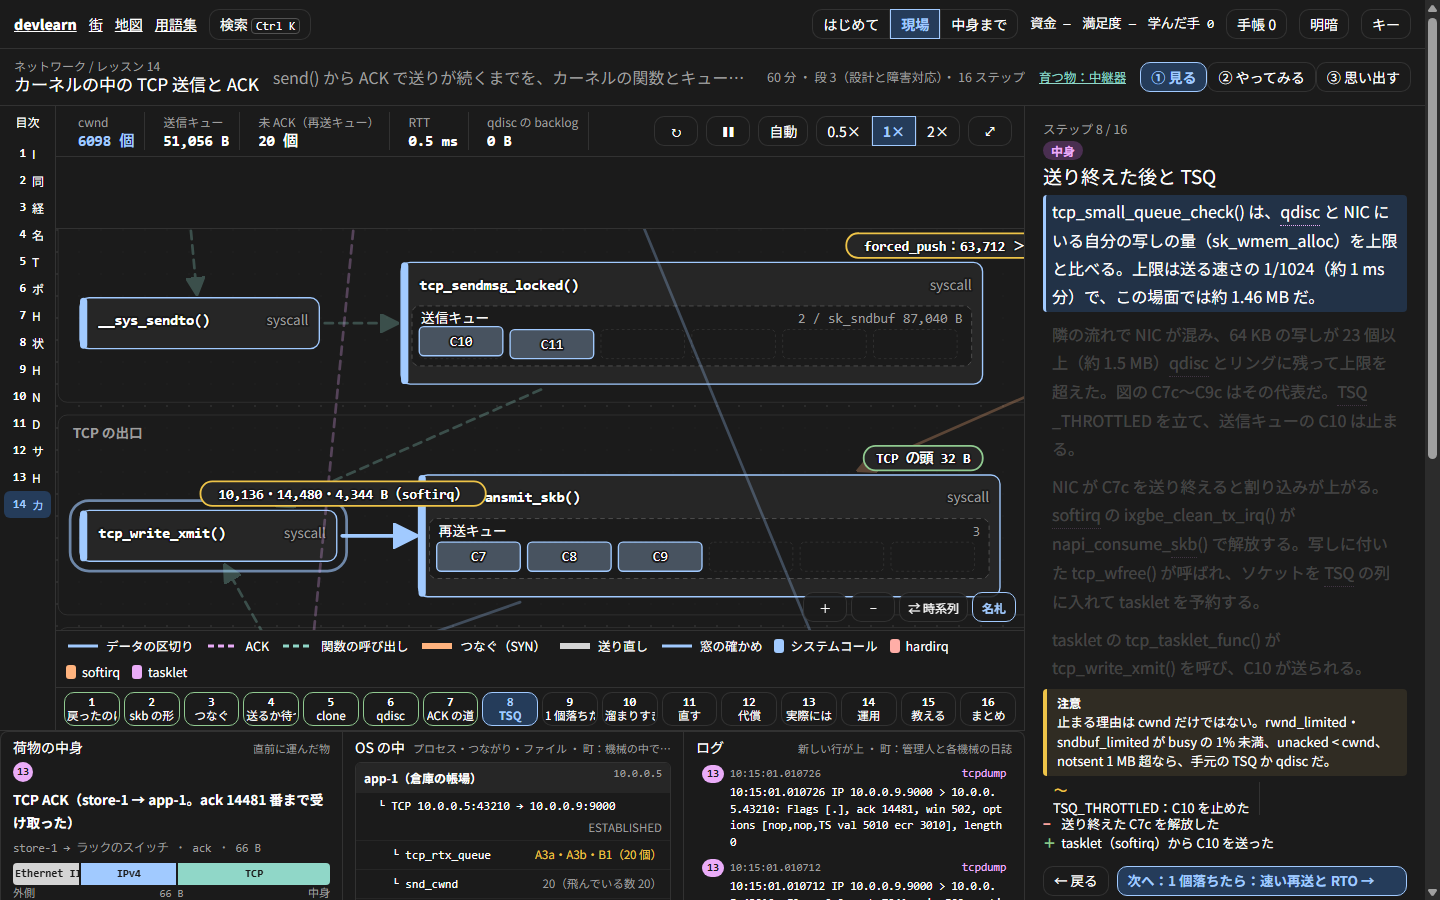 devlearn 街 地図 用語集 検索 Ctrl K はじめて 現場 中身まで 資金 − 満足度 − 学んだ手 0 手帳 0 明暗 キー
ネットワーク / レッスン 14
カーネルの中の TCP 送信と ACK send() から ACK で送りが続くまでを、カーネルの関数とキュー… 60 分 ・ 段 3（設計と障害対応）・ 16 ステップ 育つ物：中継器 ① 見る ② やってみる ③ 思い出す
目次
1 I
2 同
3 経
4 名
5 T
6 ポ
7 H
8 状
9 H
10 N
11 D
12 サ
13 H
14 カ
cwnd 送信キュー 未 ACK（再送キュー） RTT qdisc の backlog
6098 個 51,056 B 20 個 0.5 ms 0 B
↻ 自動 0.5× 1× 2× ⤢
forced_push：63,712 >
tcp_sendmsg_locked() syscall
__sys_sendto() syscall
送信キュー 2 / sk_sndbuf 87,040 B
C10 C11
TCP の出口
TCP の頭 32 B
10,136・14,480・4,344 B（softirq）
ansmit_skb() syscall
tcp_write_xmit() syscall
再送キュー 3
C7 C8 C9
＋ − ⇄ 時系列 名札
データの区切り ACK 関数の呼び出し つなぐ（SYN） 送り直し 窓の確かめ システムコール hardirq
softirq tasklet
1 2 3 4 5 6 7 8 9 10 11 12 13 14 15 16
戻ったの skb の形 つなぐ 送るか待 clone qdisc ACK の道 TSQ 1 個落ちた 溜まりす 直す 代償 実際には 運用 教える まとめ
荷物の中身 直前に運んだ物
13
TCP ACK（store-1 → app-1。ack 14481 番まで受
け取った）
store-1 → ラックのスイッチ ・ ack ・ 66 B
Ethernet II IPv4 TCP
外側 66 B 中身
OS の中 プロセス・つながり・ファイル ・ 町：機械の中で…
app-1（倉庫の帳場） 10.0.0.5
└ TCP 10.0.0.5:43210 → 10.0.0.9:9000
ESTABLISHED
└ tcp_rtx_queue A3a・A3b・B1（20 個）
└ snd_cwnd 20（飛んでいる数 20）
ログ 新しい行が上 ・ 町：管理人と各機械の日誌
13 10:15:01.010726 tcpdump
10:15:01.010726 IP 10.0.0.9.9000 > 10.0.0.
5.43210: Flags [.], ack 14481, win 502, opt
ions [nop,nop,TS val 5010 ecr 3010], length
0
13 10:15:01.010712 tcpdump
10:15:01.010712 IP 10.0.0.9.9000 > 10.0.0.
ステップ 8 / 16
中身
送り終えた後と TSQ
tcp_small_queue_check() は、qdisc と NIC に
いる自分の写しの量（sk_wmem_alloc）を上限
と比べる。上限は送る速さの 1/1024（約 1 ms
分）で、この場面では約 1.46 MB だ。
隣の流れで NIC が混み、64 KB の写しが 23 個以
上（約 1.5 MB）qdisc とリングに残って上限を
超えた。図の C7c～C9c はその代表だ。TSQ
_THROTTLED を立て、送信キューの C10 は止ま
る。
NIC が C7c を送り終えると割り込みが上がる。
softirq の ixgbe_clean_tx_irq() が
napi_consume_skb() で解放する。写しに付い
た tcp_wfree() が呼ばれ、ソケットを TSQ の列
に入れて tasklet を予約する。
tasklet の tcp_tasklet_func() が
tcp_write_xmit() を呼び、C10 が送られる。
注意
止まる理由は cwnd だけではない。rwnd_limited・
sndbuf_limited が busy の 1% 未満、unacked < cwnd、
notsent 1 MB 超なら、手元の TSQ か qdisc だ。
～
TSQ_THROTTLED：C10 を止めた
− 送り終えた C7c を解放した
+ tasklet（softirq）から C10 を送った
← 戻る 次へ：1 個落ちたら：速い再送と RTO →